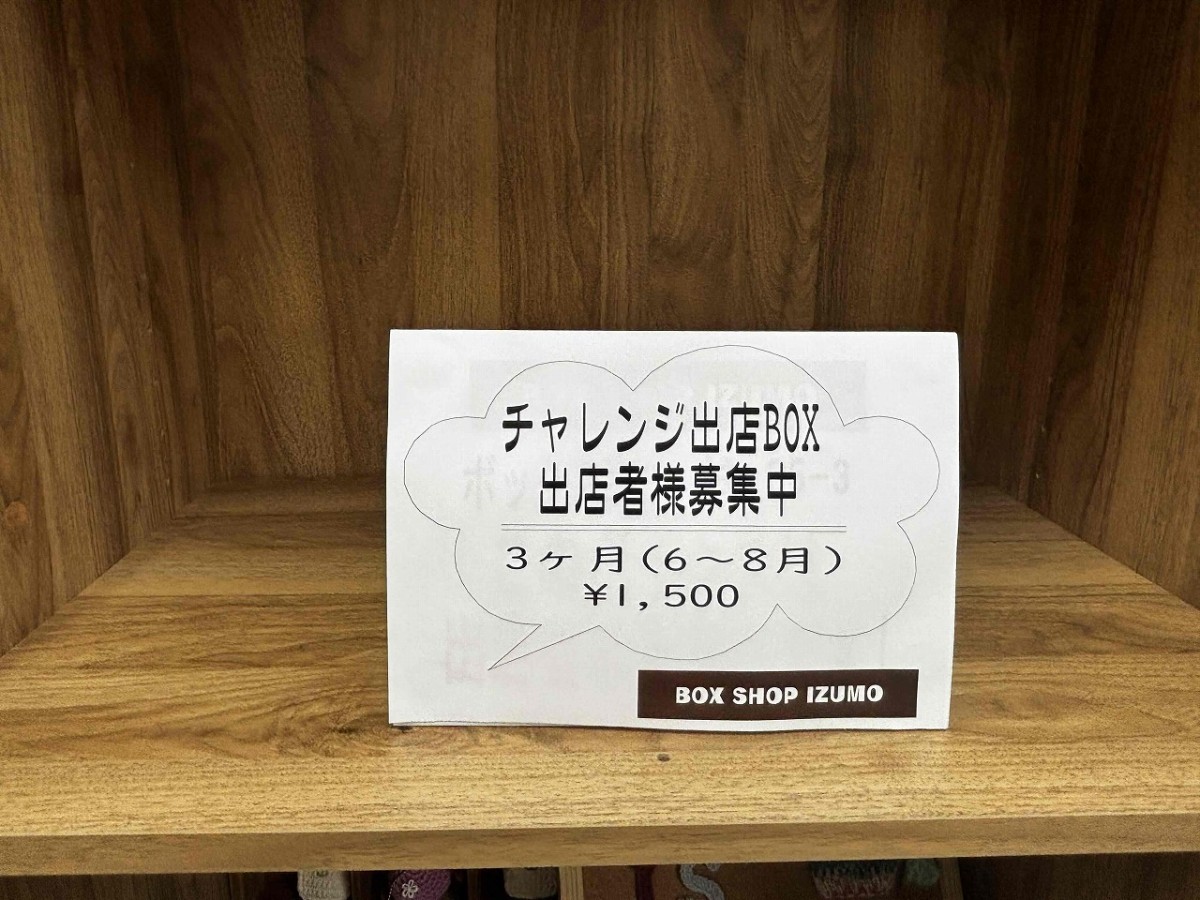 チャレンジ出店BOX
出店者様募集中
3ヶ月(6～8月)
¥1,500
BOX SHOP IZUMO